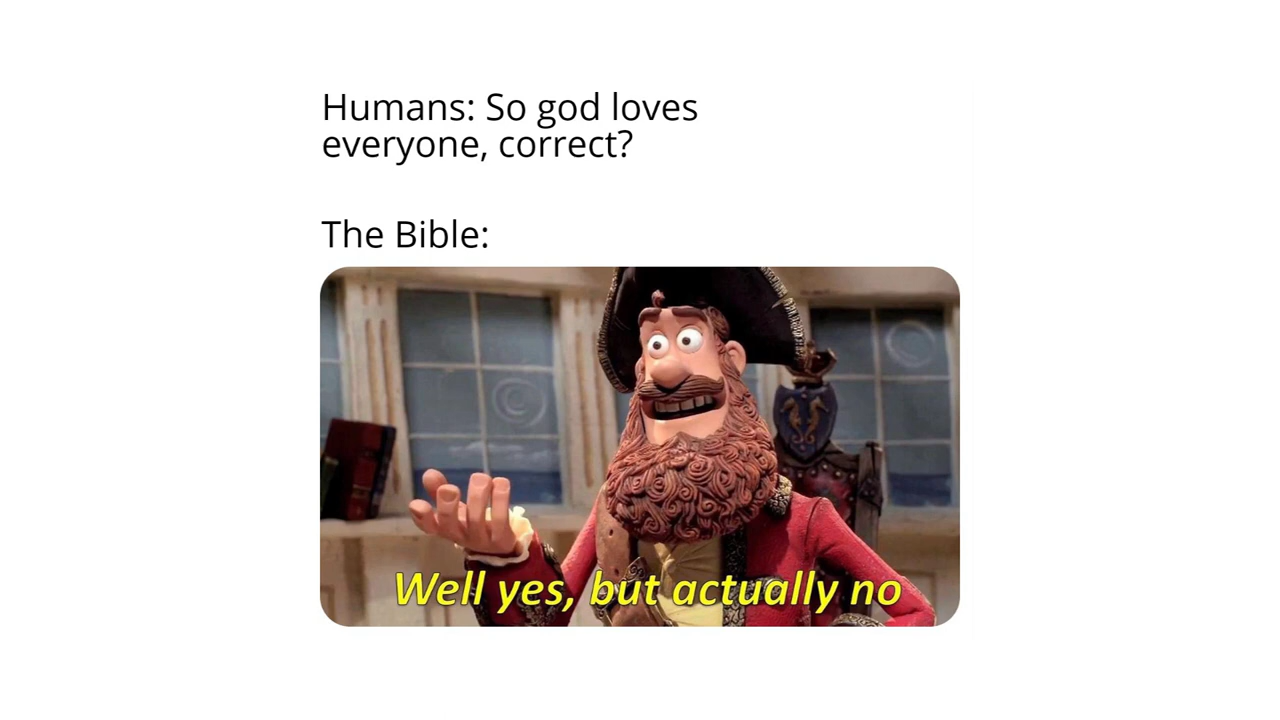 Humans: So god loves
everyone, correct?
The Bible:
Well yes, but actually no